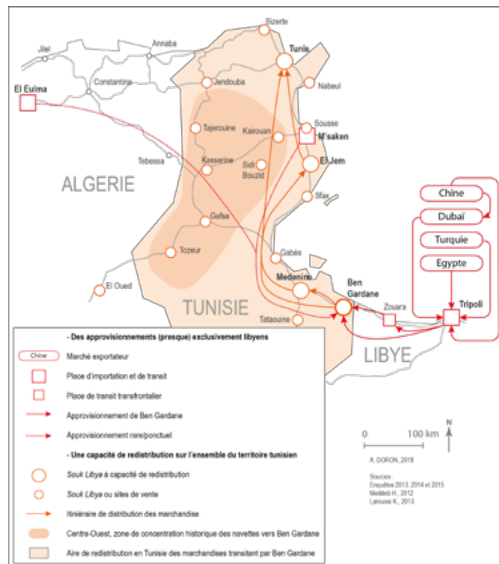 Bizerte
Annaba
Jijel
Tunis
Constantine
Jendouba
Nabeul
El Eulma
Tajerouine
Kairouan
Sousse
M'saken
Tebessa
Kasserine
Sidi
Bouzid
El Jem
ALGERIE
Sfax
Gafsa
Chine
Dubaï
Turquie
Egypte
Tozeur
Gabès
El Oued
Medenine
Ben
Gardane
TUNISIE
Zouara
Tripoli
Tataouine
LIBYE
- Des approvisionnements (presque) exclusivement libyens
Chine Marché exportateur
Place d'importation et de transit
Place de transit transfrontalier
Approvisionnement de Ben Gardane
Approvisionnement rare/ponctuel
- Une capacité de redistribution sur l'ensemble du territoire tunisien
Souk Libya à capacité de redistribution
Souk Libya ou sites de vente
Itinéraire de distribution des marchandise
Centre-Ouest, zone de concentration historique des navettes vers Ben Gardane
Aire de redistribution en Tunisie des marchandises transitant par Ben Gardane
0 100 km
N
A. DORON, 2018
Sources :
Enquêtes 2013, 2014 et 2015
Meddeb H., 2012
Laroussi K., 2013